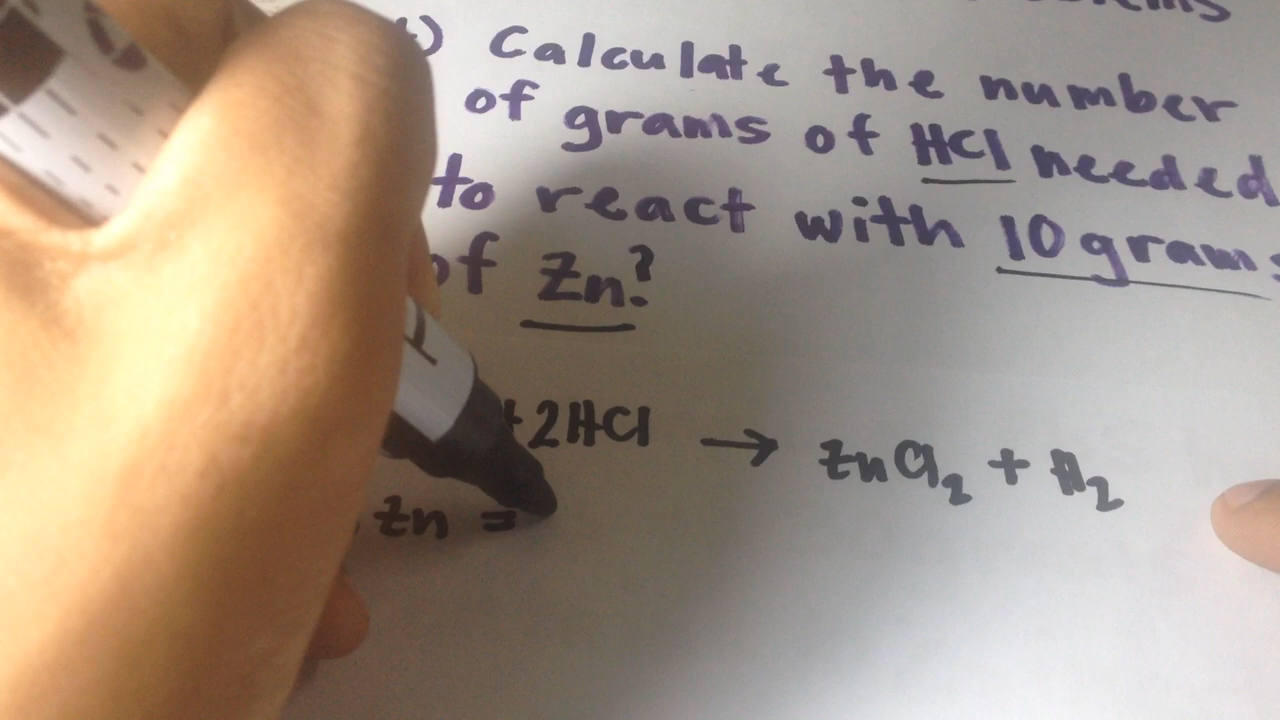 ) Calculate the number
of grams of HCl needed
to react with 10 grams
of Zn?
+2HCl → ZnCl2 + H2
Zn =